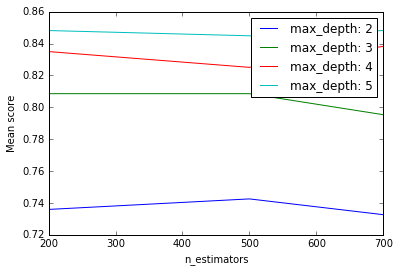 0.86
0.84
0.82
0.80
0.78
0.76
0.74
0.72
Mean score
max_depth: 2
max_depth: 3
max_depth: 4
max_depth: 5
200
300
400
500
600
700
n_estimators